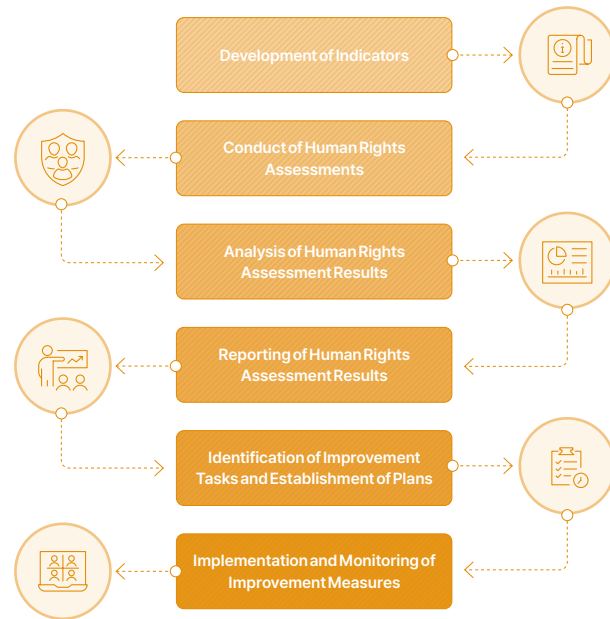 Development of Indicators
Conduct of Human Rights
Assessments
Analysis of Human Rights
Assessment Results
Reporting of Human Rights
Assessment Results
Identification of Improvement
Tasks and Establishment of Plans
Implementation and Monitoring of
Improvement Measures